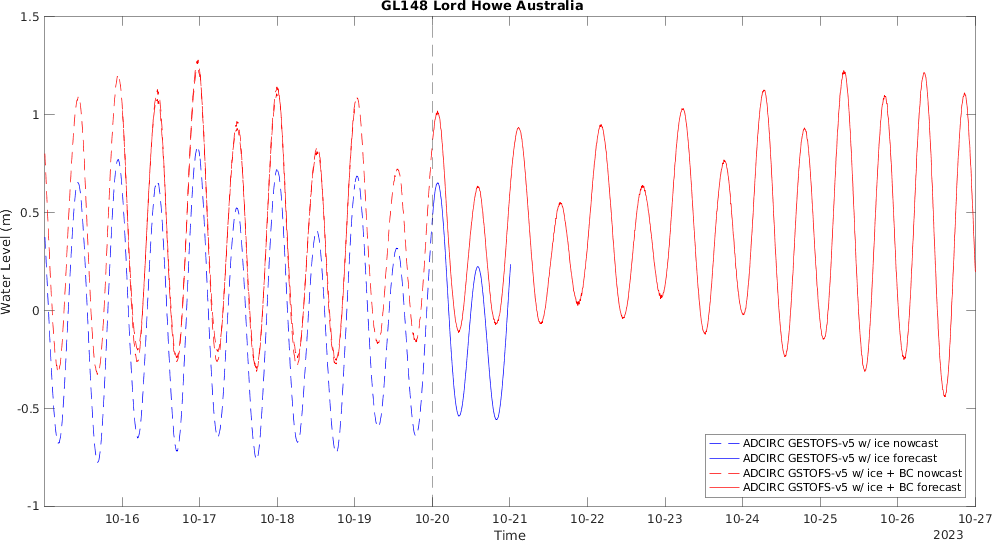 GL148 Lord Howe Australia
1.5
1
0.5
0
-0.5
-1
Water Level (m)
10-16 10-17 10-18 10-19 10-20 10-21 10-22 10-23 10-24 10-25 10-26 10-27
2023
Time
ADCIRC GESTOFS-v5 w/ ice nowcast
ADCIRC GESTOFS-v5 w/ ice forecast
ADCIRC GSTOFS-v5 w/ ice + BC nowcast
ADCIRC GSTOFS-v5 w/ ice + BC forecast